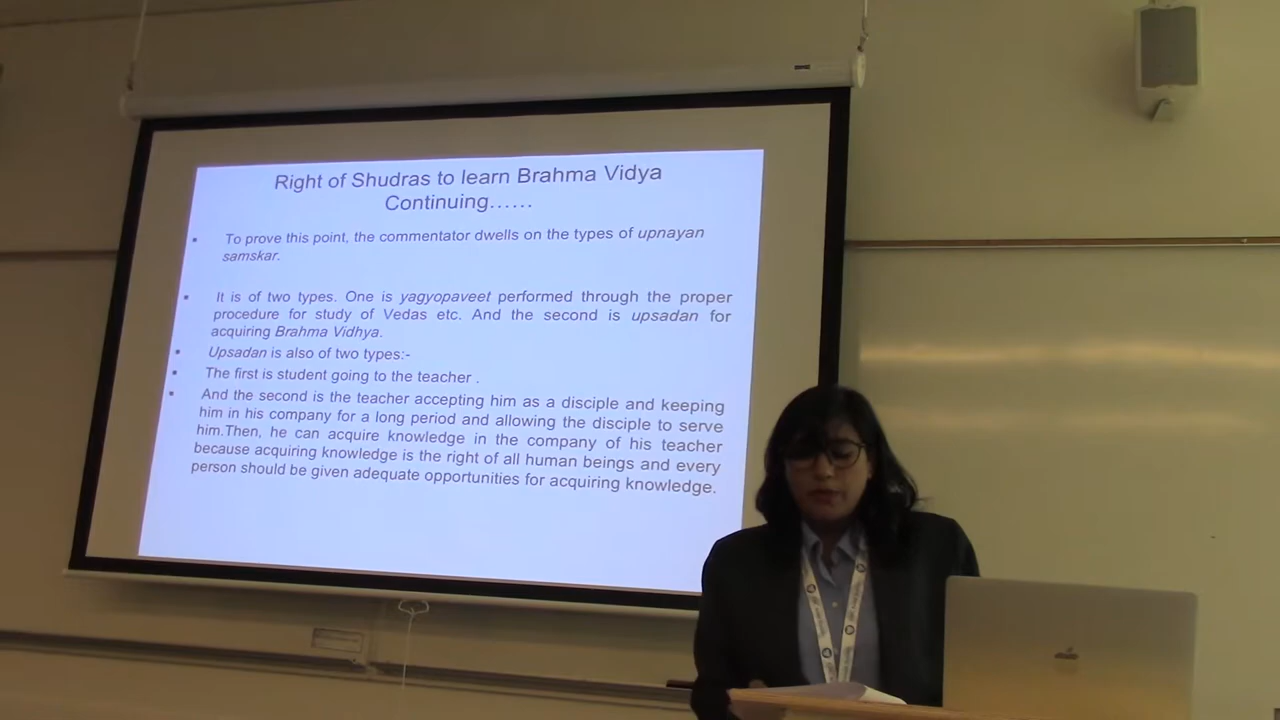 Right of Shudras to learn Brahma Vidya
Continuing……
• To prove this point, the commentator dwells on the types of upnayan
samskar.
• It is of two types. One is yagyopaveet performed through the proper
procedure for study of Vedas etc. And the second is upsadan for
acquiring Brahma Vidhya.
• Upsadan is also of two types:-
• The first is student going to the teacher .
• And the second is the teacher accepting him as a disciple and keeping
him in his company for a long period and allowing the disciple to serve
him.Then, he can acquire knowledge in the company of his teacher
because acquiring knowledge is the right of all human beings and every
person should be given adequate opportunities for acquiring knowledge.